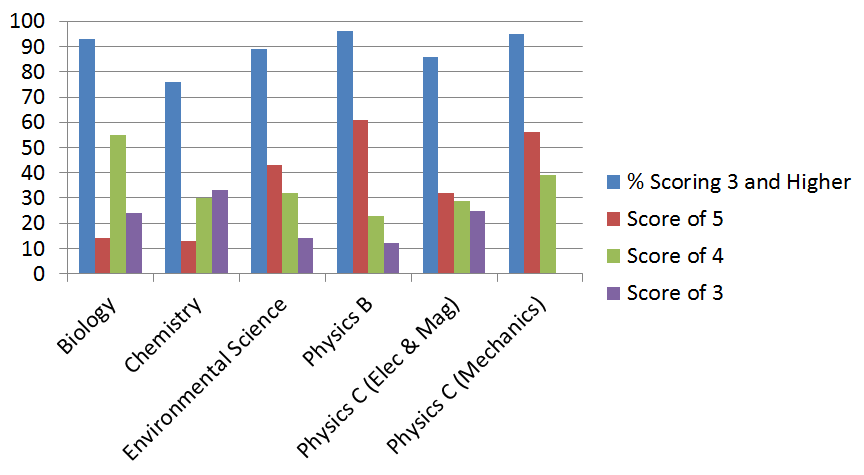 100
90
80
70
60
50
40
30
20
10
0
Biology
Chemistry
Environmental Science
Physics B
Physics C (Elec & Mag)
Physics C (Mechanics)
% Scoring 3 and Higher
Score of 5
Score of 4
Score of 3